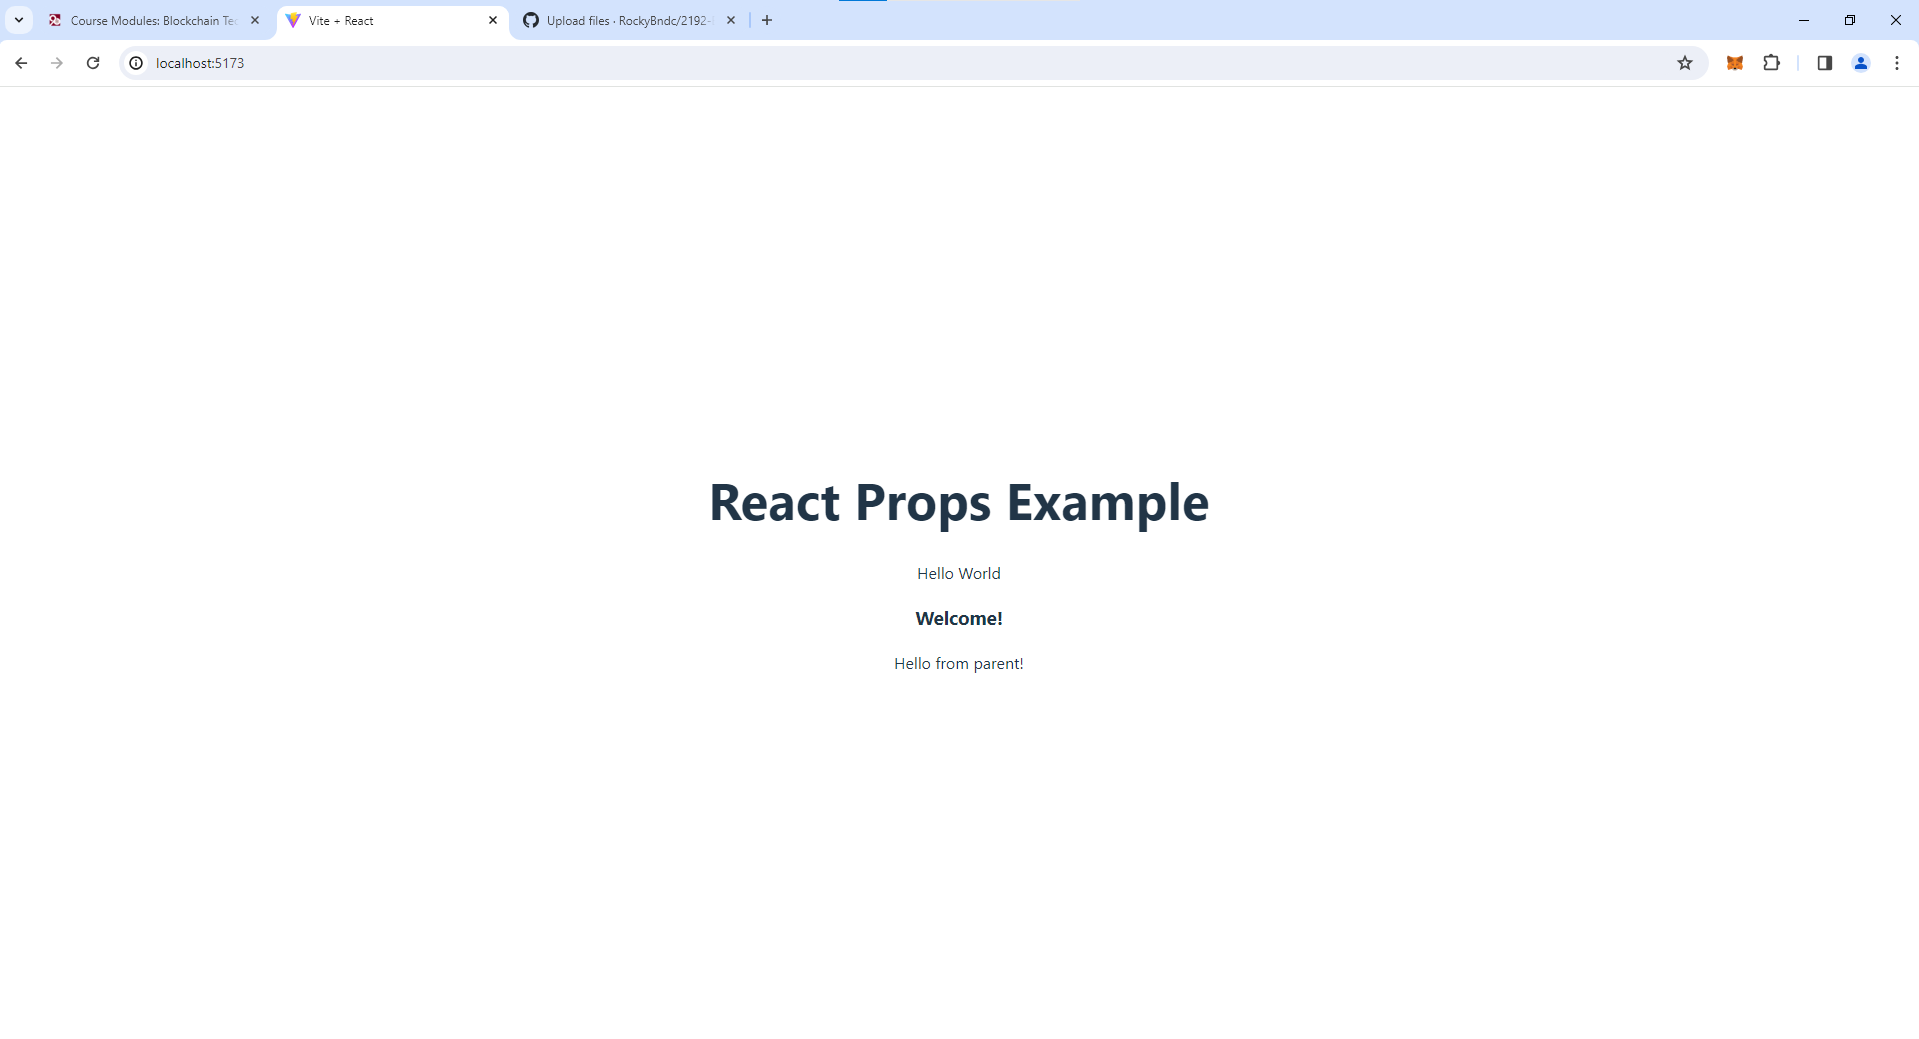 Course Modules: Blockchain
Vite + React
Upload files · RockyBndc/2192-
localhost:5173
React Props Example
Hello World
Welcome!
Hello from parent!